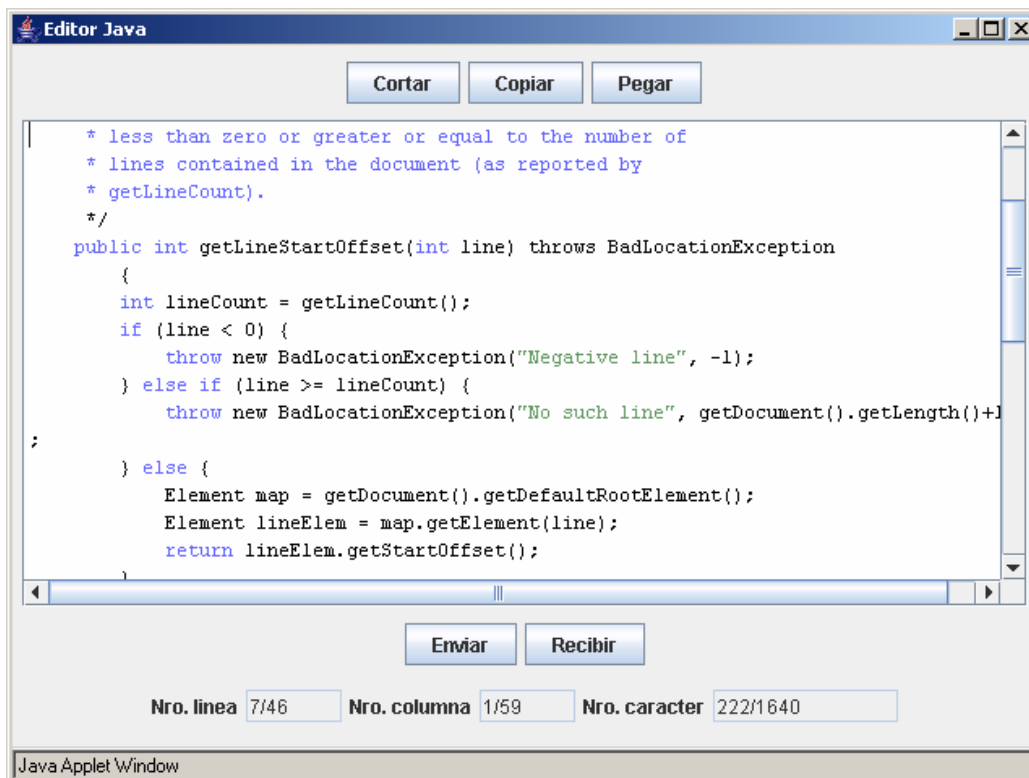 Editor Java
Cortar Copiar Pegar
* less than zero or greater or equal to the number of
* lines contained in the document (as reported by
* getLineCount).
*/
public int getLineStartOffset(int line) throws BadLocationException
{
int lineCount = getLineCount();
if (line < 0) {
throw new BadLocationException("Negative line", -1);
} else if (line >= lineCount) {
throw new BadLocationException("No such line", getDocument().getLength()+1
;
} else {
Element map = getDocument().getDefaultRootElement();
Element lineElem = map.getElement(line);
return lineElem.getStartOffset();
}
Enviar Recibir
Nro. linea 7/46 Nro. columna 1/59 Nro. caracter 222/1640
Java Applet Window